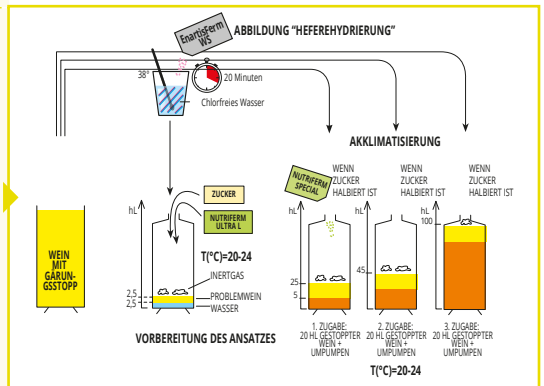 ABBILDUNG "HEFEREHYDRIERUNG"
EnartisFerm
WS
38°
20 Minuten
Chlorfreies Wasser
AKKLIMATISIERUNG
NUTRIFERM
SPECIAL
WENN
ZUCKER
HALBIERT IST
WENN
ZUCKER
HALBIERT IST
WENN
ZUCKER
HALBIERT IST
ZUCKER
NUTRIFERM
ULTRA L
hL
T(°C)=20-24
INERTGAS
2,5
2,5
PROBLEMWEIN
WASSER
VORBEREITUNG DES ANSATZES
WEIN
MIT
GÄRUN-
GSSTOPP
hL
25
5
hL
45
hL
100
1. ZUGABE:
20 HL GESTOPPTER
WEIN +
UMPUMPEN
2. ZUGABE:
20 HL GESTOPPTER
WEIN +
UMPUMPEN
3. ZUGABE:
20 HL GESTOPPTER
WEIN +
UMPUMPEN
T(°C)=20-24